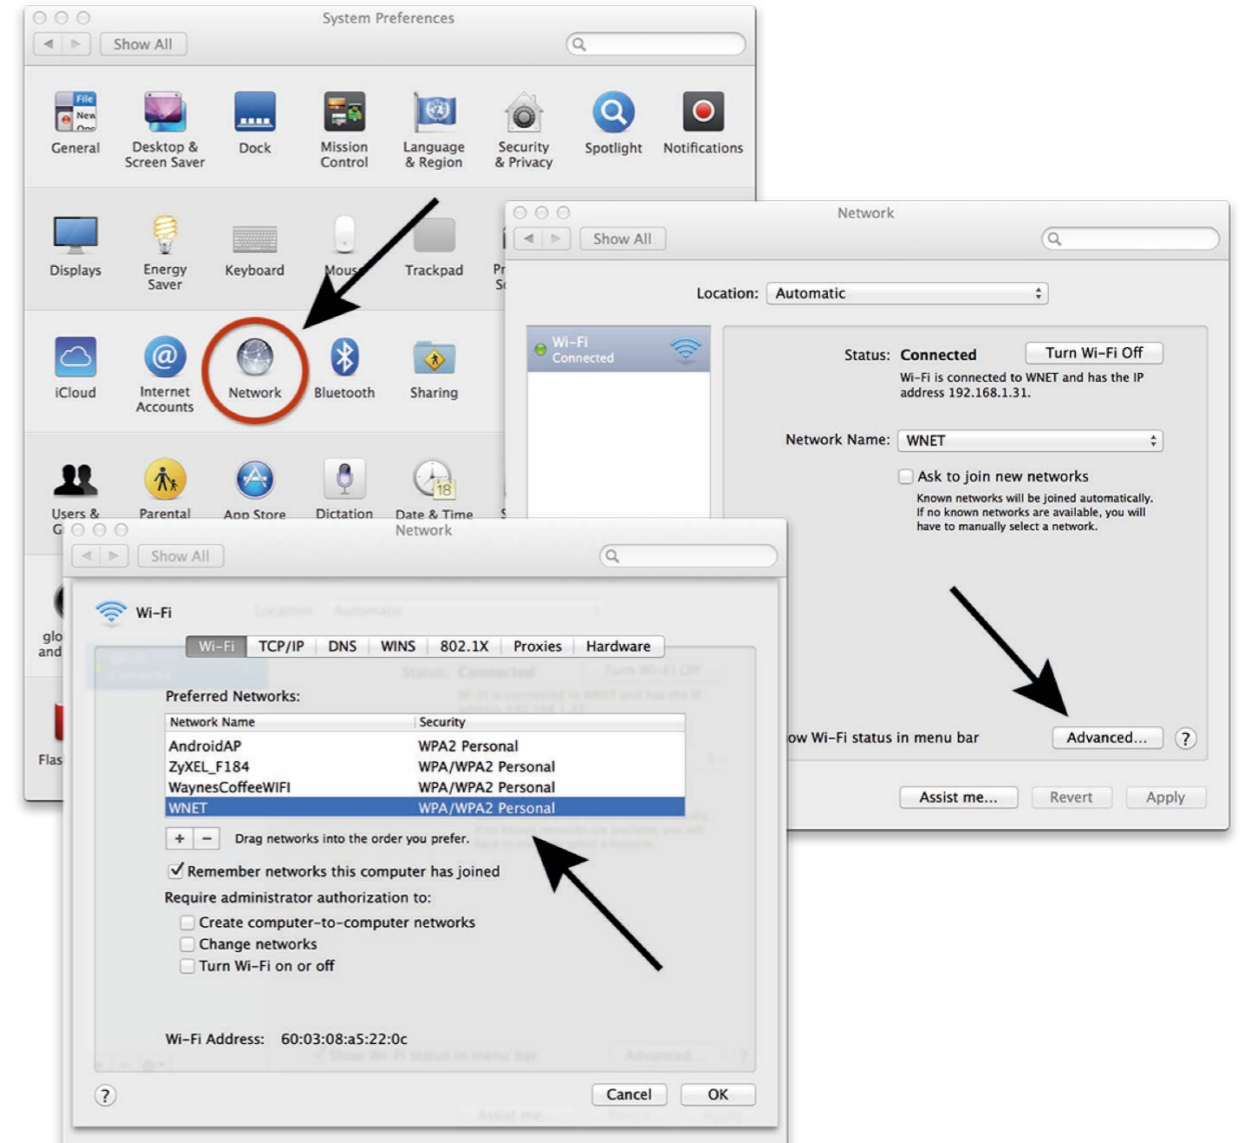 System Preferences
Show All
File
New
General
Desktop &
Screen Saver
Dock
Mission
Control
Language
& Region
Security
& Privacy
Spotlight
Notifications
Displays
Energy
Saver
Keyboard
Mouse
Trackpad
iCloud
@
Internet
Accounts
Network
Bluetooth
Sharing
Users &
Parental
App Store
Dictation
18
Date & Time
Network
Show All
Location: Automatic
Wi-Fi
Connected
Status: Connected
Turn Wi-Fi Off
Wi-Fi is connected to WNET and has the IP
address 192.168.1.31.
Network Name: WNET
Ask to join new networks
Known networks will be joined automatically.
If no known networks are available, you will
have to manually select a network.
Wi-Fi status in menu bar
Advanced... ?
Assist me... Revert Apply
Network
Show All
Wi-Fi
Wi-Fi TCP/IP DNS WINS 802.1X Proxies Hardware
Preferred Networks:
Network Name Security
AndroidAP WPA2 Personal
ZyXEL_F184 WPA/WPA2 Personal
WaynesCoffeeWIFI WPA/WPA2 Personal
WNET WPA/WPA2 Personal
+ − Drag networks into the order you prefer.
Remember networks this computer has joined
Require administrator authorization to:
Create computer-to-computer networks
Change networks
Turn Wi-Fi on or off
Wi-Fi Address: 60:03:08:a5:22:0c
? Cancel OK